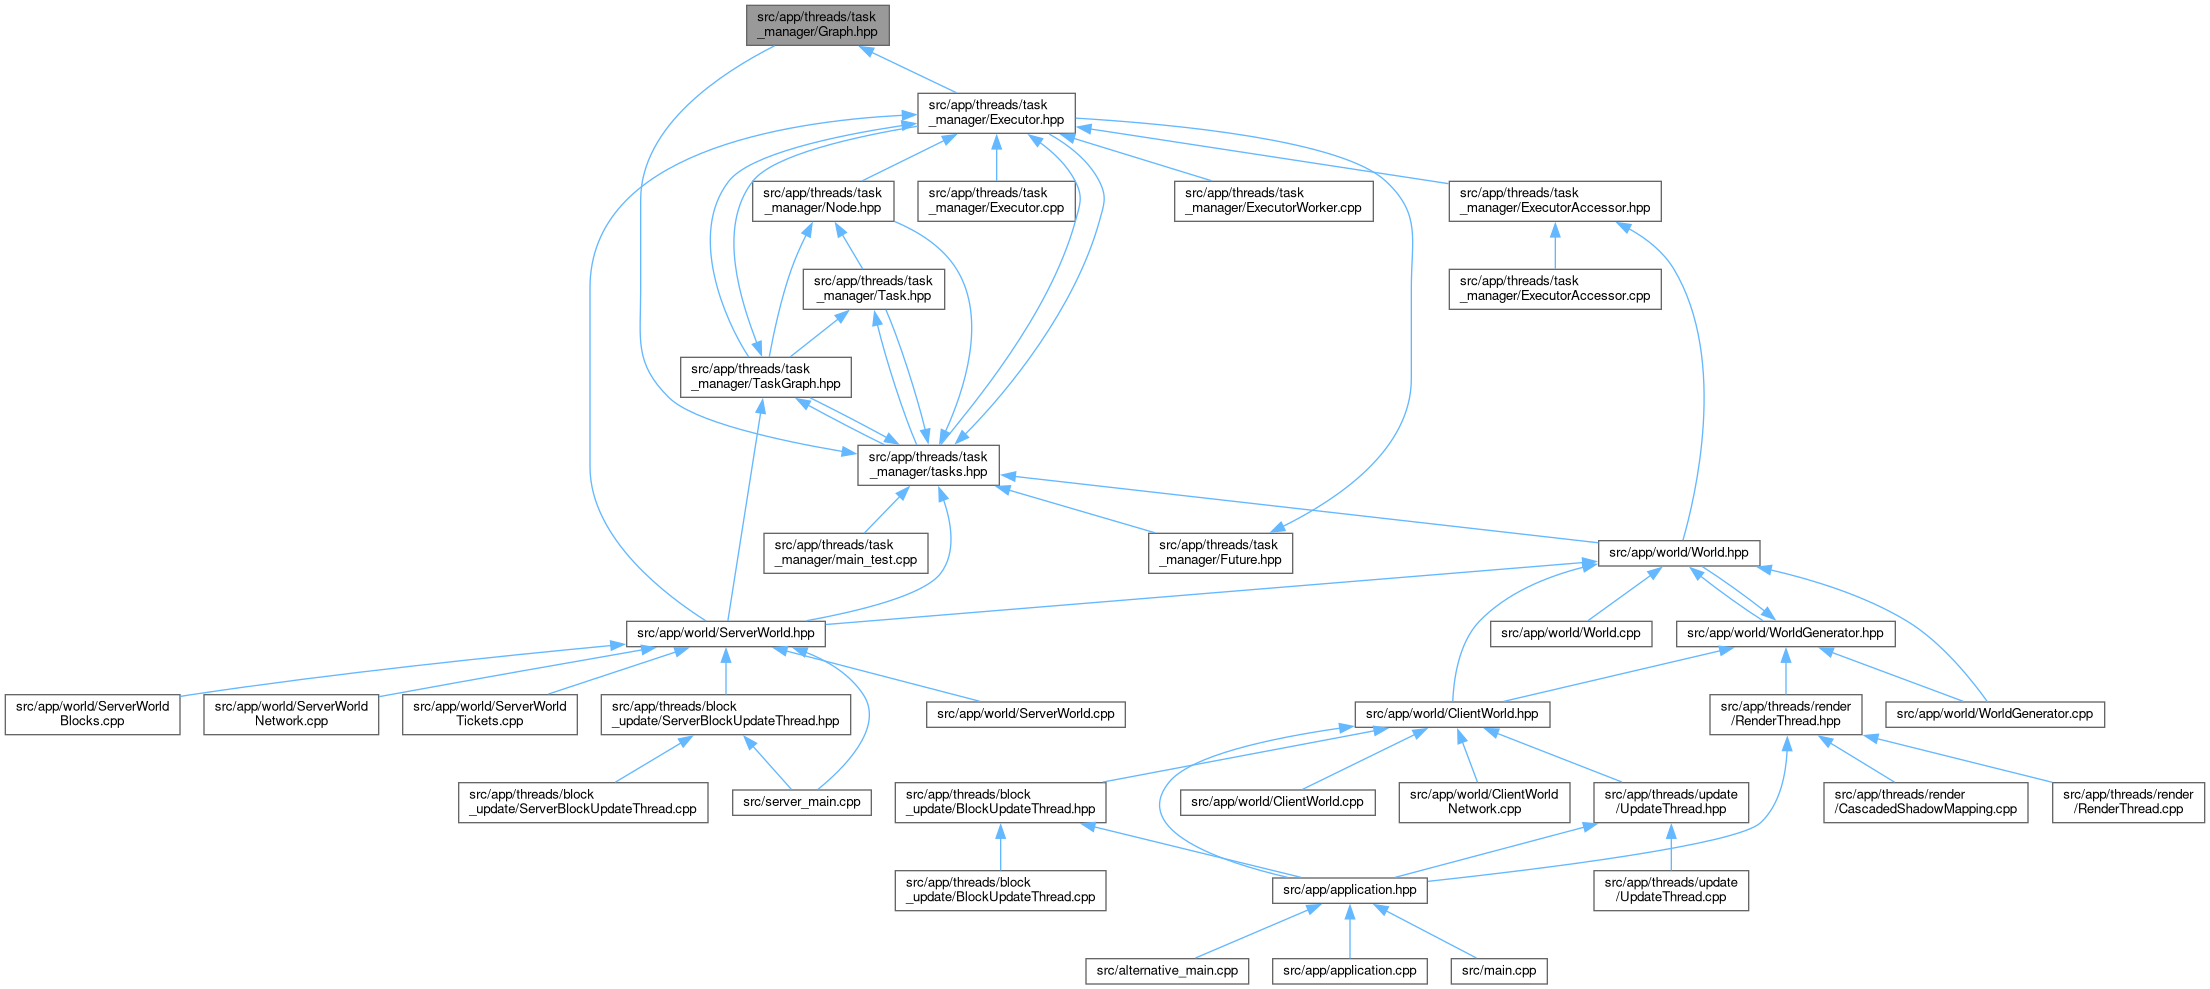 src/app/threads/task
_manager/Graph.hpp
src/app/threads/task
_manager/Executor.hpp
src/app/threads/task
_manager/Node.hpp
src/app/threads/task
_manager/Executor.cpp
src/app/threads/task
_manager/ExecutorWorker.cpp
src/app/threads/task
_manager/ExecutorAccessor.hpp
src/app/threads/task
_manager/Task.hpp
src/app/threads/task
_manager/ExecutorAccessor.cpp
src/app/threads/task
_manager/TaskGraph.hpp
src/app/threads/task
_manager/tasks.hpp
src/app/threads/task
_manager/main_test.cpp
src/app/threads/task
_manager/Future.hpp
src/app/world/World.hpp
src/app/world/ServerWorld.hpp
src/app/world/World.cpp
src/app/world/WorldGenerator.hpp
src/app/world/ServerWorld
Blocks.cpp
src/app/world/ServerWorld
Network.cpp
src/app/world/ServerWorld
Tickets.cpp
src/app/threads/block
_update/ServerBlockUpdateThread.hpp
src/app/world/ServerWorld.cpp
src/app/world/ClientWorld.hpp
src/app/threads/render
/RenderThread.hpp
src/app/world/WorldGenerator.cpp
src/app/threads/block
_update/ServerBlockUpdateThread.cpp
src/server_main.cpp
src/app/threads/block
_update/BlockUpdateThread.hpp
src/app/world/ClientWorld.cpp
src/app/world/ClientWorld
Network.cpp
src/app/threads/update
/UpdateThread.hpp
src/app/threads/render
/CascadedShadowMapping.cpp
src/app/threads/render
/RenderThread.cpp
src/app/threads/block
_update/BlockUpdateThread.cpp
src/app/application.hpp
src/app/threads/update
/UpdateThread.cpp
src/alternative_main.cpp
src/app/application.cpp
src/main.cpp